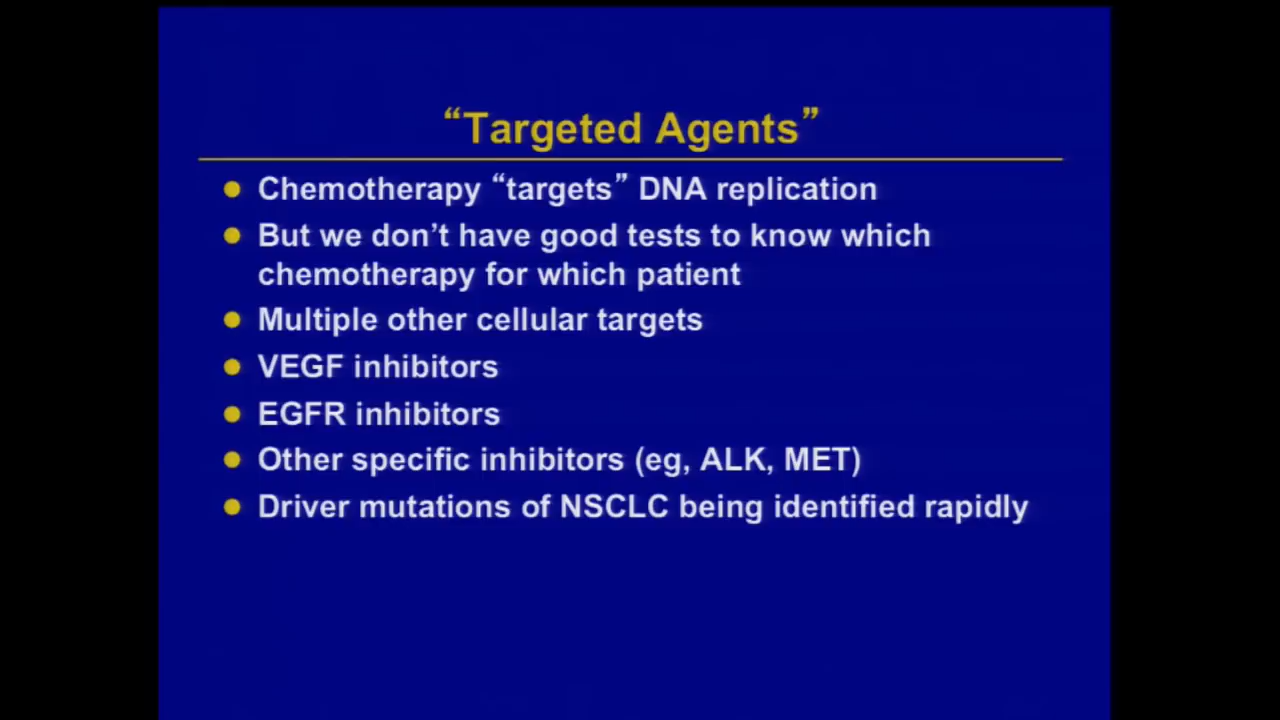 “Targeted Agents”
Chemotherapy “targets” DNA replication
But we don’t have good tests to know which
chemotherapy for which patient
Multiple other cellular targets
VEGF inhibitors
EGFR inhibitors
Other specific inhibitors (eg, ALK, MET)
Driver mutations of NSCLC being identified rapidly